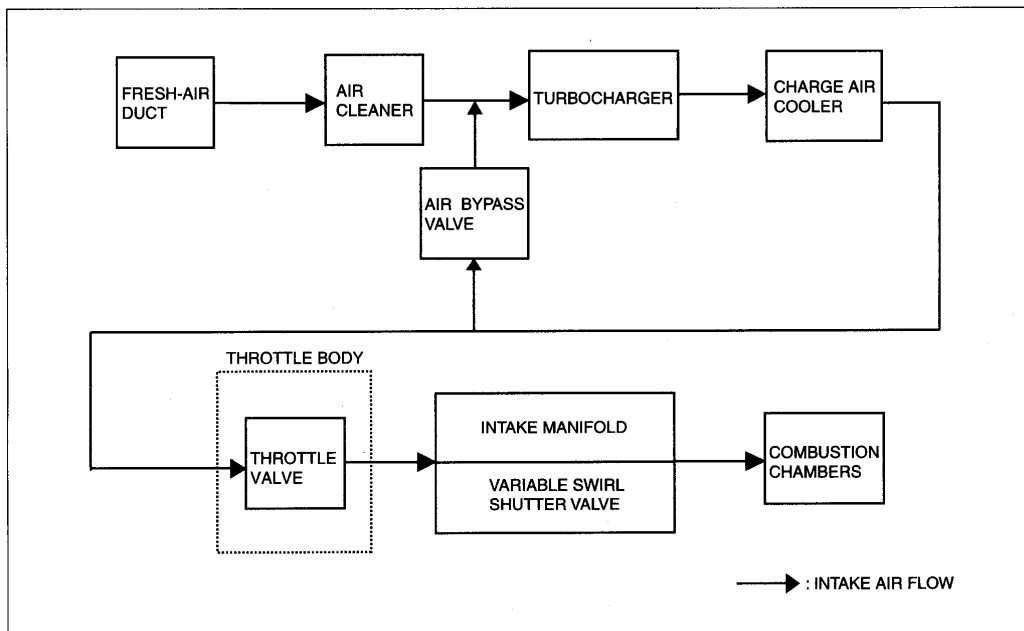 FRESH-AIR
DUCT
AIR
CLEANER
TURBOCHARGER
CHARGE AIR
COOLER
AIR BYPASS
VALVE
THROTTLE BODY
THROTTLE
VALVE
INTAKE MANIFOLD
VARIABLE SWIRL
SHUTTER VALVE
COMBUSTION
CHAMBERS
: INTAKE AIR FLOW